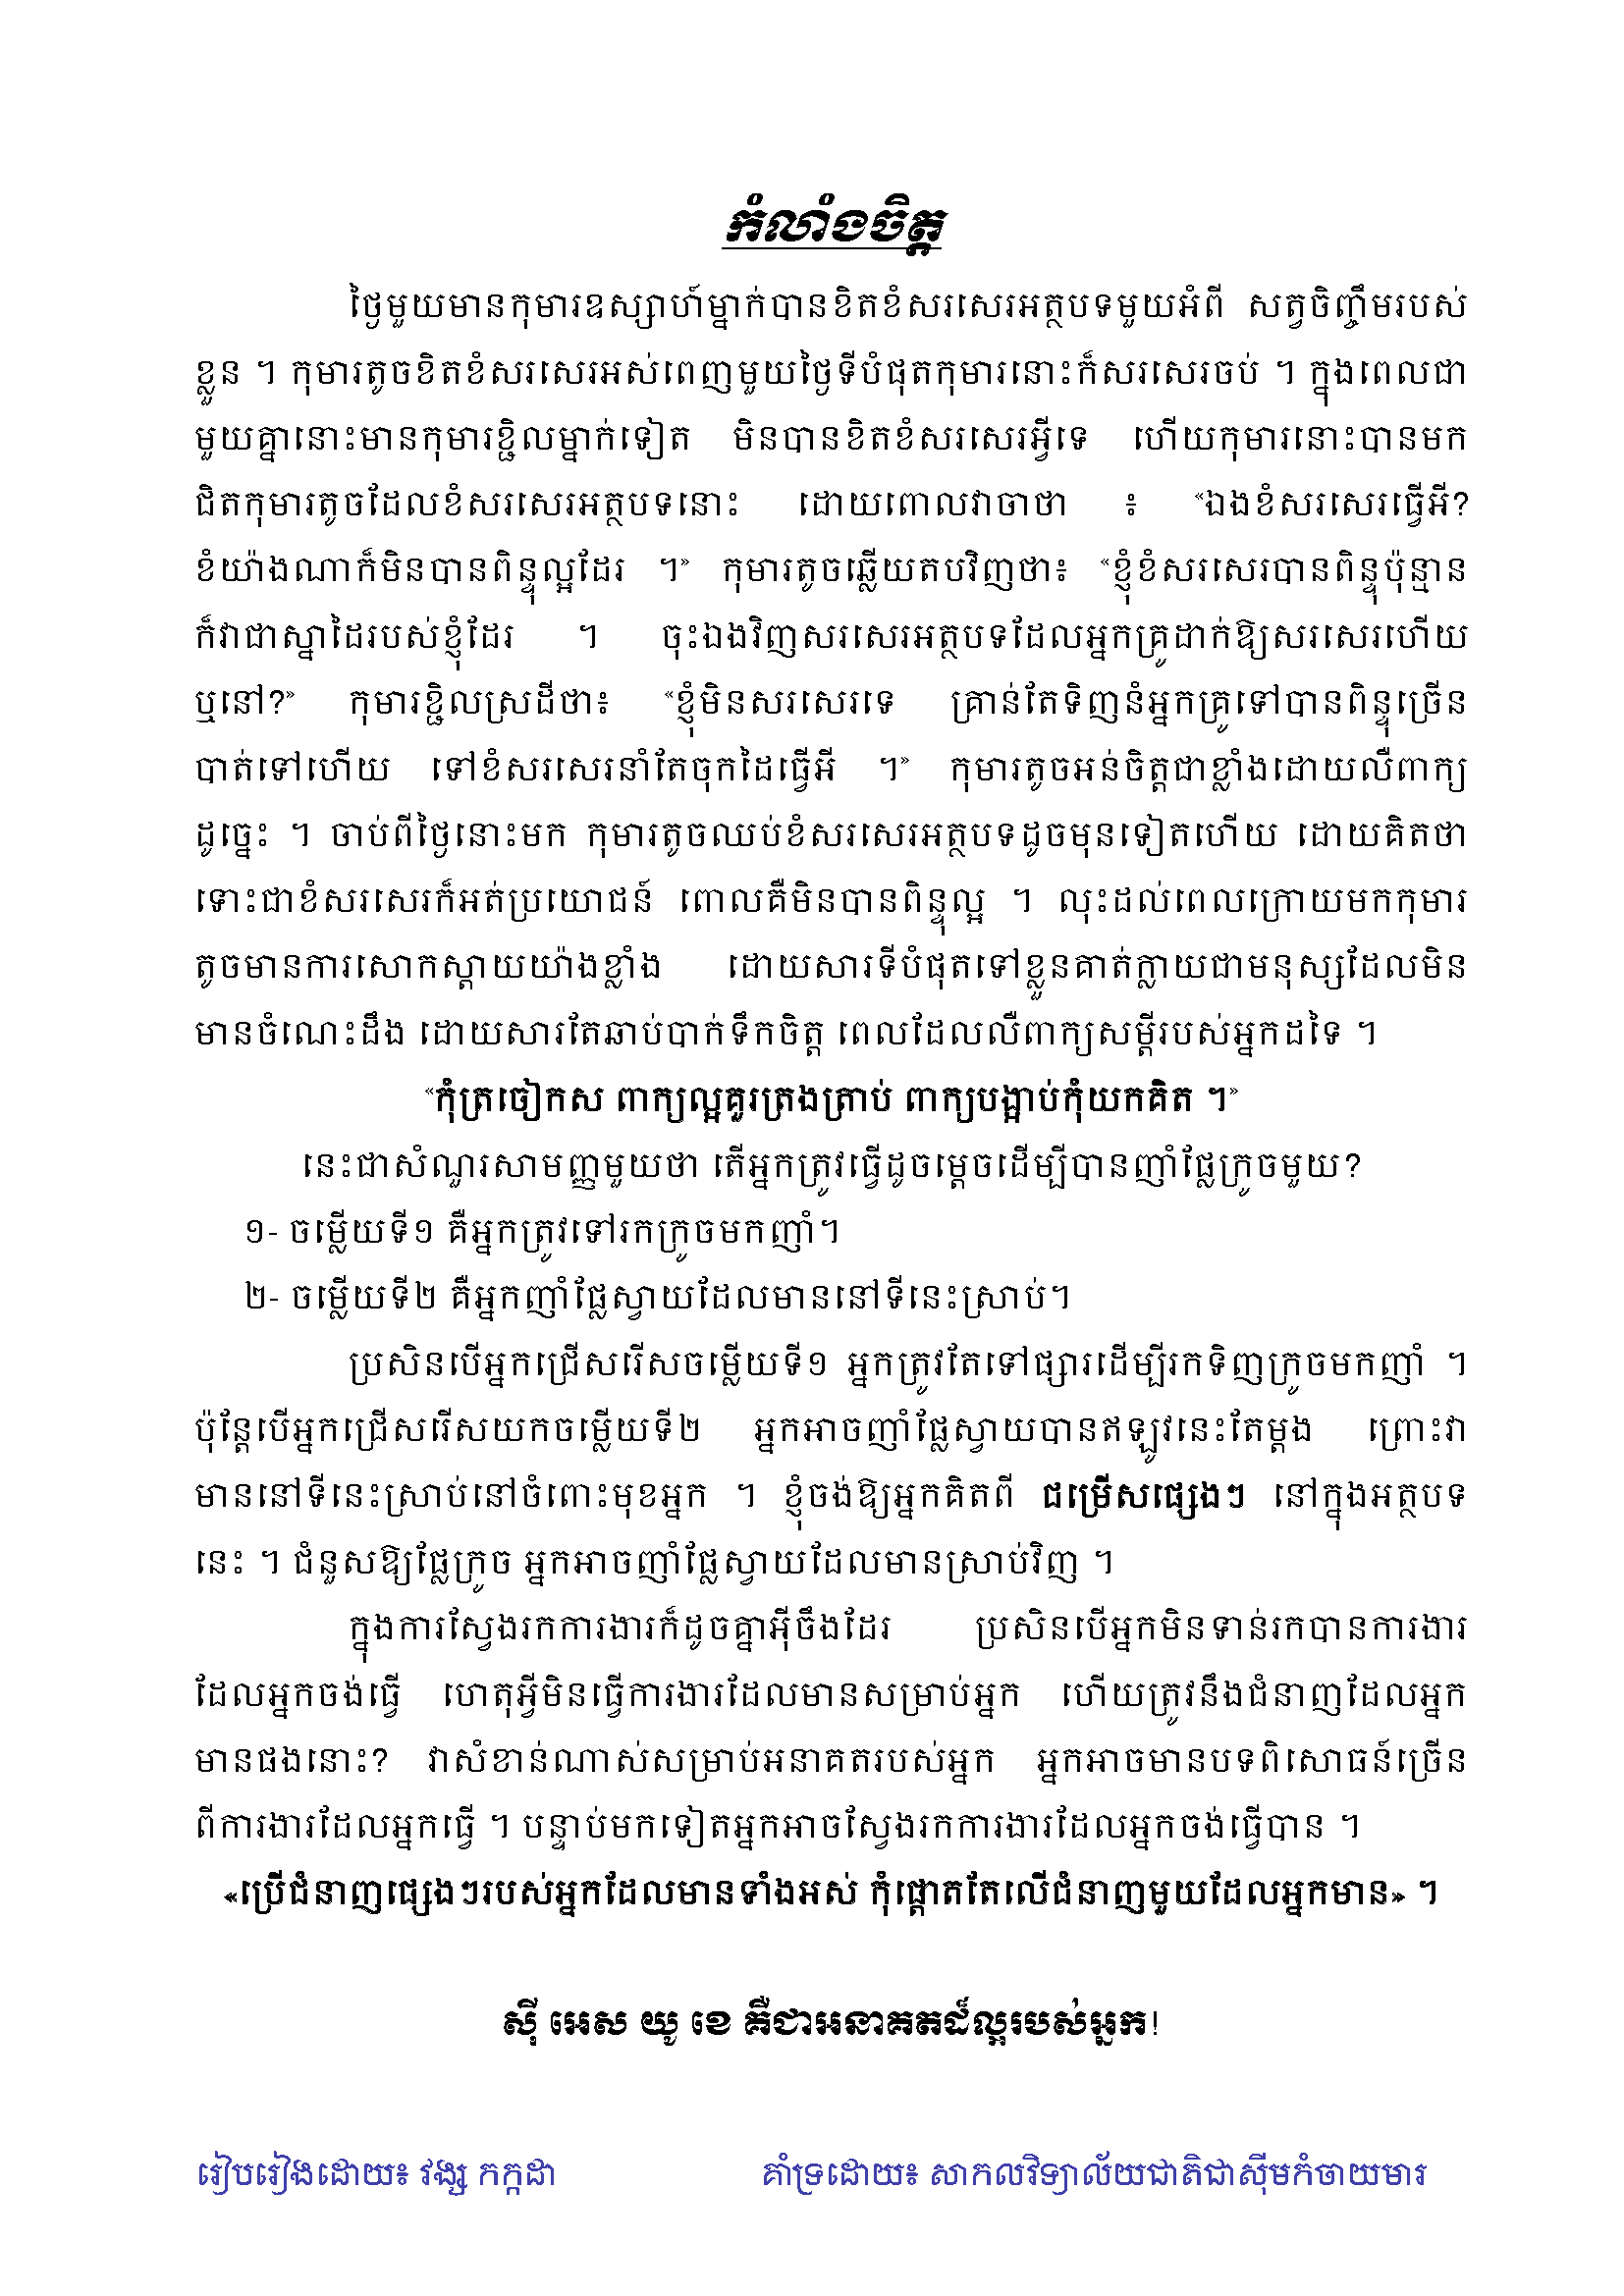 កំលាំងចិត្ត
ថ្ងៃមួយមានកុមារឧស្សាហ៍ម្នាក់បានខិតខំសរសេរអត្ថបទមួយអំពី សត្វចិញ្ចឹមរបស់
ខ្លួន ។ កុមារតូចខិតខំសរសេរអស់ពេញមួយថ្ងៃទីបំផុតកុមារនោះក៏សរសេរចប់ ។ ក្នុងពេលជា
មួយគ្នានោះមានកុមារខ្ជិលម្នាក់ទៀត មិនបានខិតខំសរសេរអ្វីទេ ហើយកុមារនោះបានមក
ជិតកុមារតូចដែលខំសរសេរអត្ថបទនោះ ដោយពោលវាចាថា ៖ «ឯងខំសរសេរធ្វើអី?
ខំយ៉ាងណាក៏មិនបានពិន្ទុល្អដែរ ។» កុមារតូចឆ្លើយតបវិញថា៖ «ខ្ញុំខំសរសេរបានពិន្ទុប៉ុន្មាន
ក៏វាជាស្នាដៃរបស់ខ្ញុំដែរ ។ ចុះឯងវិញសរសេរអត្ថបទដែលអ្នកគ្រូដាក់ឱ្យសរសេរហើយ
ឬនៅ?» កុមារខ្ជិលស្រដីថា៖ «ខ្ញុំមិនសរសេរទេ គ្រាន់តែទិញនំអ្នកគ្រូទៅបានពិន្ទុច្រើន
បាត់ទៅហើយ ទៅខំសរសេរនាំតែចុកដៃធ្វើអី ។» កុមារតូចអន់ចិត្តជាខ្លាំងដោយលឺពាក្យ
ដូច្នេះ ។ ចាប់ពីថ្ងៃនោះមក កុមារតូចឈប់ខំសរសេរអត្ថបទដូចមុនទៀតហើយ ដោយគិតថា
ទោះជាខំសរសេរក៏អត់ប្រយោជន៍ ពោលគឺមិនបានពិន្ទុល្អ ។ លុះដល់ពេលក្រោយមកកុមារ
តូចមានការសោកស្តាយយ៉ាងខ្លាំង ដោយសារទីបំផុតទៅខ្លួនគាត់ក្លាយជាមនុស្សដែលមិន
មានចំណេះដឹង ដោយសារតែឆាប់បាក់ទឹកចិត្ត ពេលដែលលឺពាក្យសម្តីរបស់អ្នកដទៃ ។
«កុំត្រចៀកស ពាក្យល្អគួរត្រងត្រាប់ ពាក្យបង្អាប់កុំយកគិត ។»
នេះជាសំណួរសាមញ្ញមួយថា តើអ្នកត្រូវធ្វើដូចម្តេចដើម្បីបានញាំផ្លែក្រូចមួយ?
១- ចម្លើយទី១ គឺអ្នកត្រូវទៅរកក្រូចមកញាំ។
២- ចម្លើយទី២ គឺអ្នកញាំផ្លែស្វាយដែលមាននៅទីនេះស្រាប់។
ប្រសិនបើអ្នកជ្រើសរើសចម្លើយទី១ អ្នកត្រូវតែទៅផ្សារដើម្បីរកទិញក្រូចមកញាំ ។
ប៉ុន្តែបើអ្នកជ្រើសរើសយកចម្លើយទី២ អ្នកអាចញាំផ្លែស្វាយបានឥឡូវនេះតែម្តង ព្រោះវា
មាននៅទីនេះស្រាប់នៅចំពោះមុខអ្នក ។ ខ្ញុំចង់ឱ្យអ្នកគិតពី ជម្រើសផ្សេងៗ នៅក្នុងអត្ថបទ
នេះ ។ ជំនួសឱ្យផ្លែក្រូច អ្នកអាចញាំផ្លែស្វាយដែលមានស្រាប់វិញ ។
ក្នុងការស្វែងរកការងារក៏ដូចគ្នាអ៊ីចឹងដែរ ប្រសិនបើអ្នកមិនទាន់រកបានការងារ
ដែលអ្នកចង់ធ្វើ ហេតុអ្វីមិនធ្វើការងារដែលមានសម្រាប់អ្នក ហើយត្រូវនឹងជំនាញដែលអ្នក
មានផងនោះ? វាសំខាន់ណាស់សម្រាប់អនាគតរបស់អ្នក អ្នកអាចមានបទពិសោធន៍ច្រើន
ពីការងារដែលអ្នកធ្វើ ។ បន្ទាប់មកទៀតអ្នកអាចស្វែងរកការងារដែលអ្នកចង់ធ្វើបាន ។
«ប្រើជំនាញផ្សេងៗរបស់អ្នកដែលមានទាំងអស់ កុំផ្តោតតែលើជំនាញមួយដែលអ្នកមាន» ។
ស៊ី អេស យូ ខេ គឺជាអនាគតដ៏ល្អរបស់អ្នក!
រៀបរៀងដោយ៖ វង្ស កក្កដា គាំទ្រដោយ៖ សាកលវិទ្យាល័យជាតិជាស៊ីមកំចាយមារ